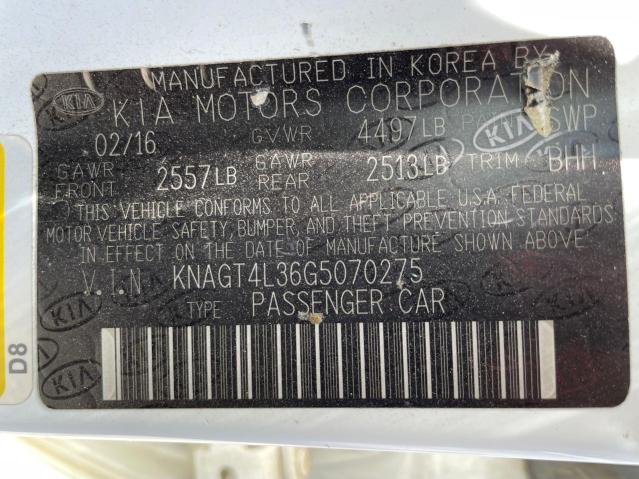 MANUFACTURED IN KOREA BY
KIA KIA MOTORS CORPORATION
02/16 GVWR 4497LB SWP
GAWR FRONT 2557LB GAWR REAR 2513LB TRIM BHH
THIS VEHICLE CONFORMS TO APPLICABLE U.S.A. FEDERAL
MOTOR VEHICLE SAFETY, BUMPER, AND THEFT PREVENTION STANDARDS
IN EFFECT ON THE DATE OF MANUFACTURE SHOWN ABOVE.
V.I.N. KNAGT4L36G5070275
TYPE PASSENGER CAR
D8